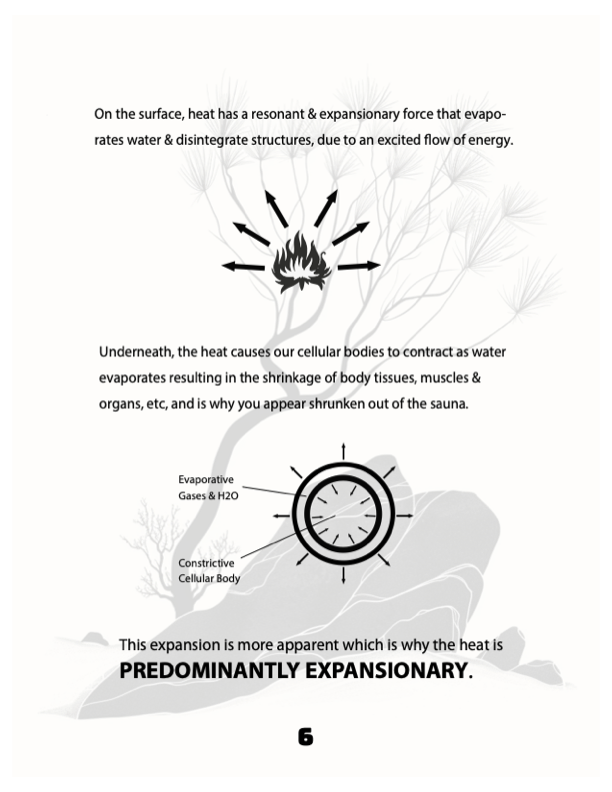 On the surface, heat has a resonant & expansionary force that evapo-
rates water & disintegrate structures, due to an excited flow of energy.
Underneath, the heat causes our cellular bodies to contract as water
evaporates resulting in the shrinkage of body tissues, muscles &
organs, etc, and is why you appear shrunken out of the sauna.
Evaporative
Gases & H2O
Constrictive
Cellular Body
This expansion is more apparent which is why the heat is
PREDOMINANTLY EXPANSIONARY.
6